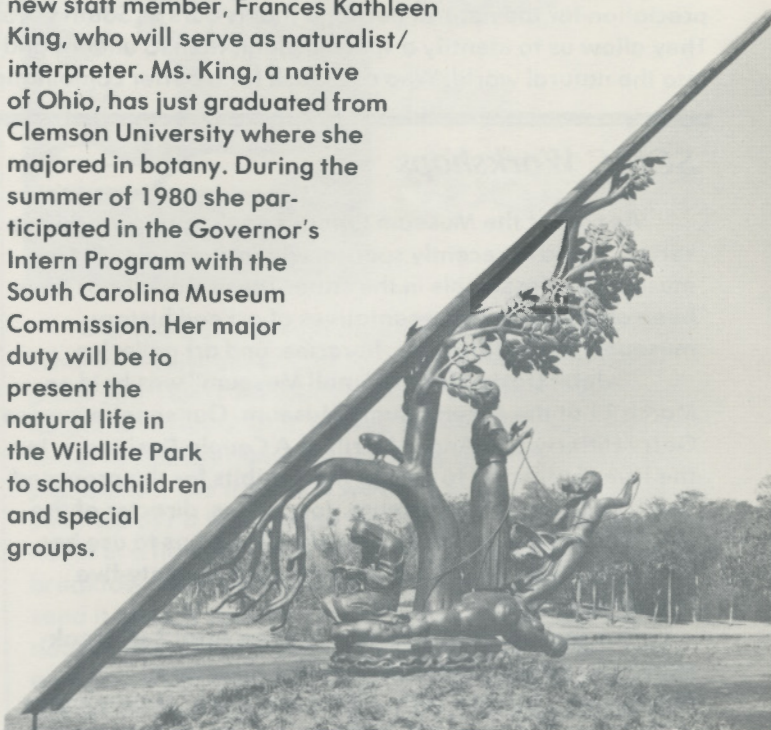 new staff member, Frances Kathleen
King, who will serve as naturalist/
interpreter. Ms. King, a native
of Ohio, has just graduated from
Clemson University where she
majored in botany. During the
summer of 1980 she par-
ticipated in the Governor's
Intern Program with the
South Carolina Museum
Commission. Her major
duty will be to
present the
natural life in
the Wildlife Park
to schoolchildren
and special
groups.